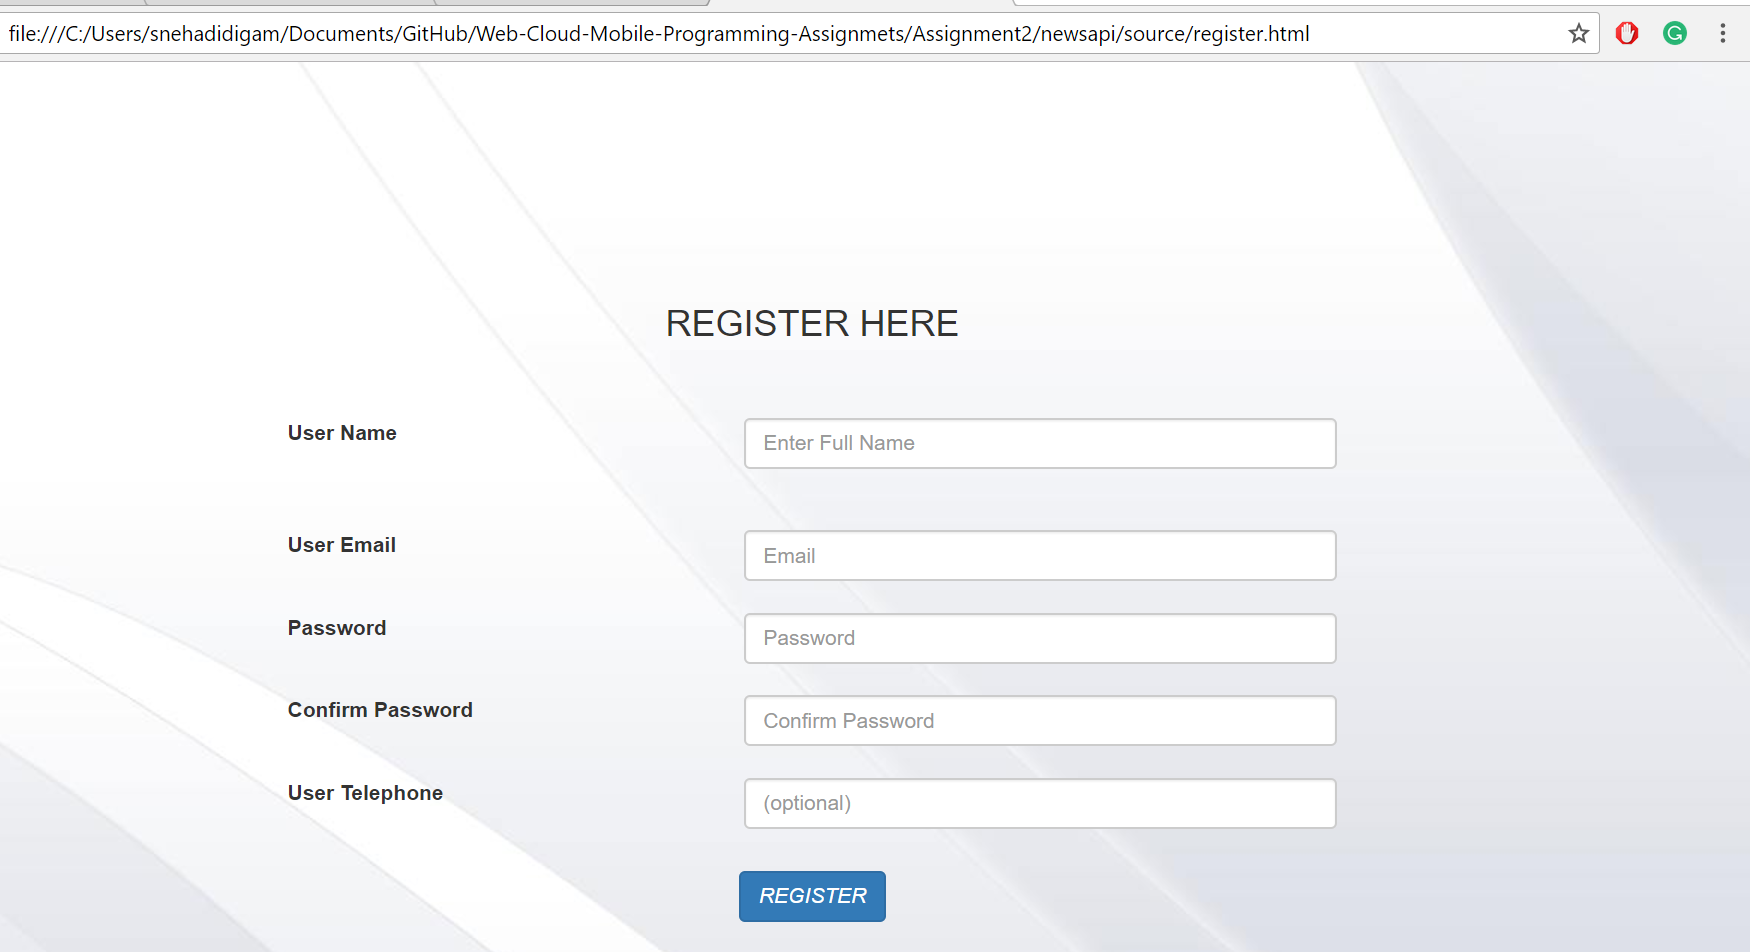 file:///C:/Users/snehadidigam/Documents/GitHub/Web-Cloud-Mobile-Programming-Assignmets/Assignment2/newsapi/source/register.html
REGISTER HERE
User Name
Enter Full Name
User Email
Email
Password
Password
Confirm Password
Confirm Password
User Telephone
(optional)
REGISTER